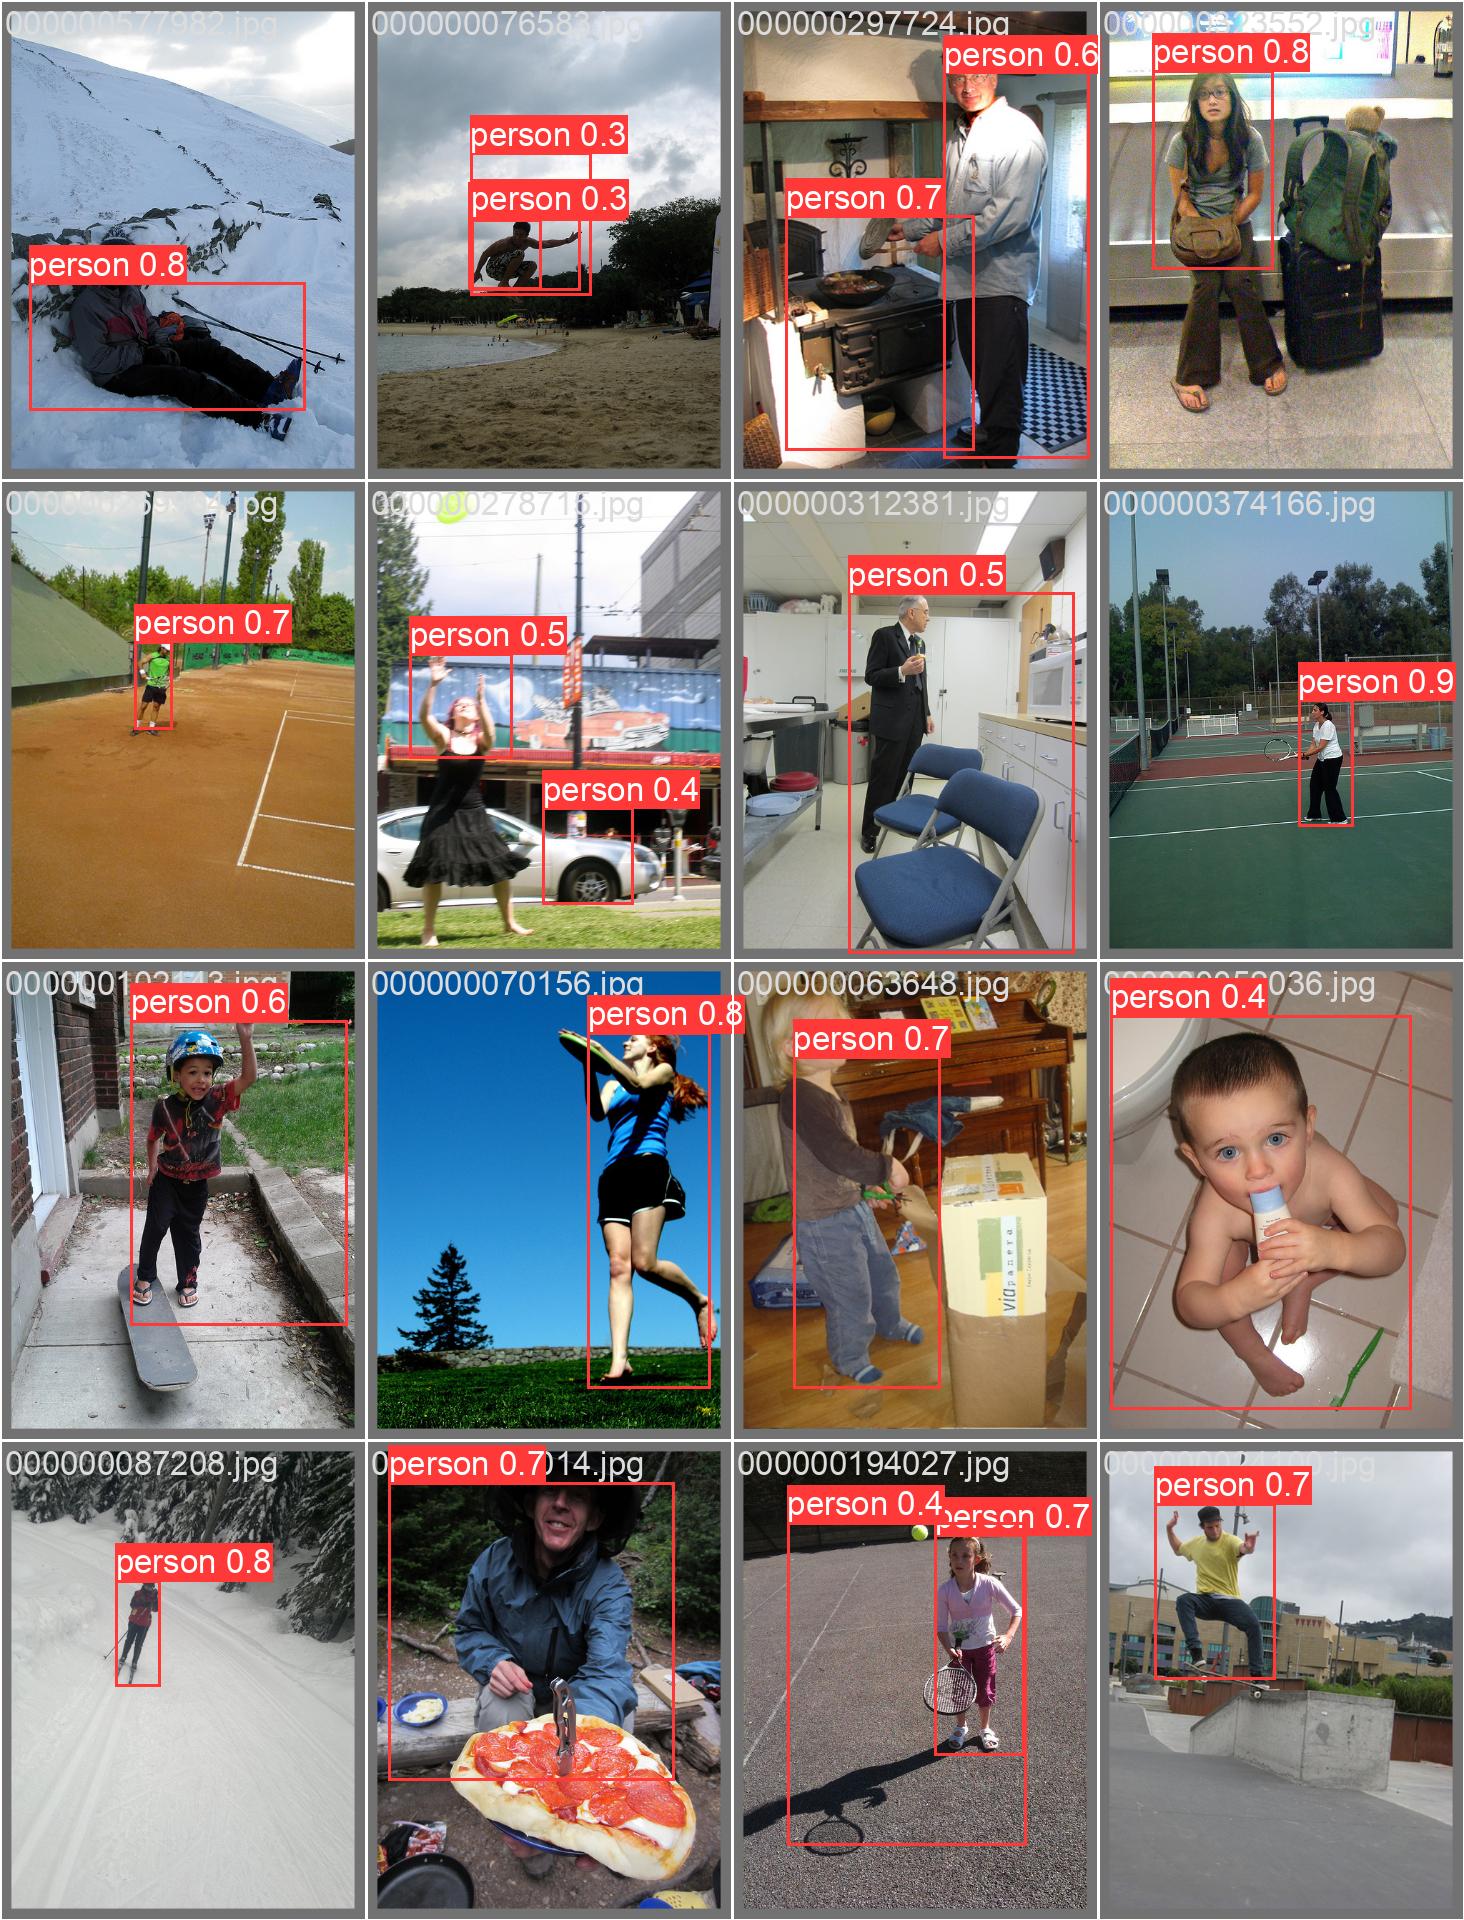 000000577982.jpg
person 0.8
000000076583.jpg
person 0.3
person 0.3
000000297724.jpg
person 0.6
person 0.7
person 0.8
person 0.7
person 0.5
person 0.4
000000312381.jpg
person 0.5
000000374166.jpg
person 0.9
person 0.6
000000070156.jpg
person 0.8
000000063648.jpg
person 0.7
viapanera
person 0.4
000000087208.jpg
person 0.8
person 0.7
014.jpg
000000194027.jpg
person 0.4
person 0.7
person 0.7